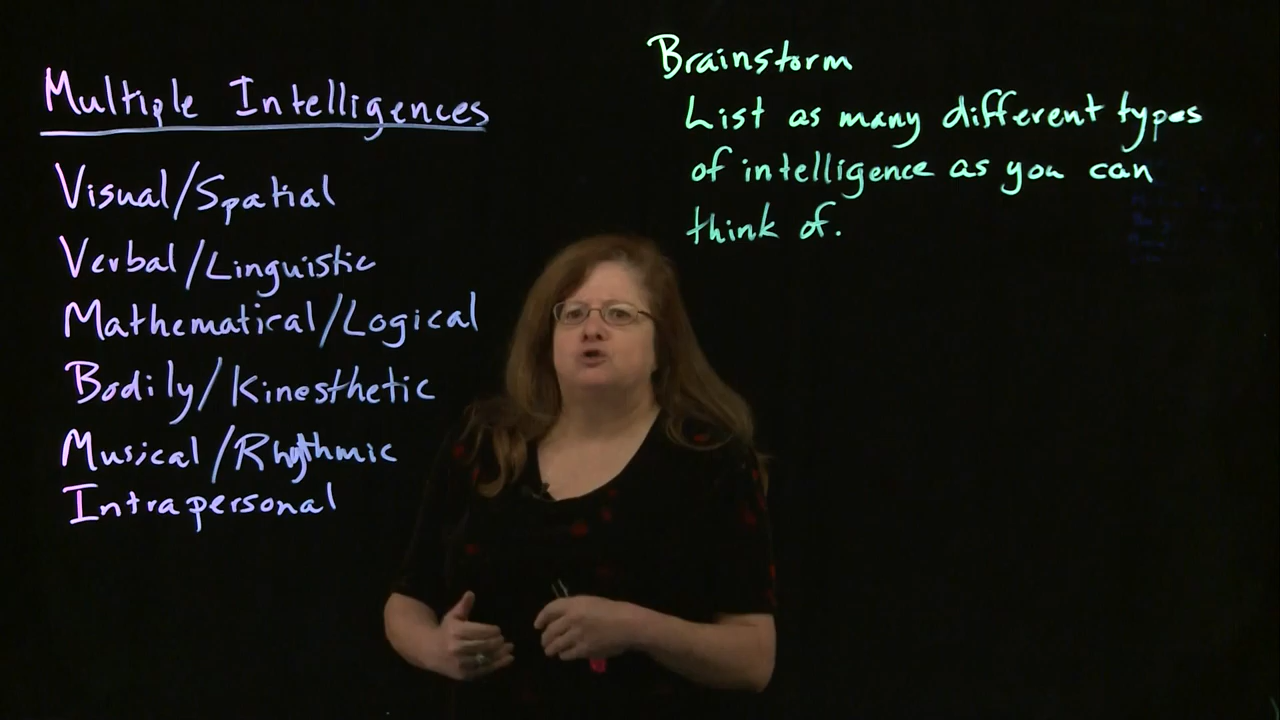 Multiple Intelligences
Visual/Spatial
Verbal/Linguistic
Mathematical/Logical
Bodily/Kinesthetic
Musical/Rhythmic
Intrapersonal
Brainstorm
List as many different types
of intelligence as you can
think of.